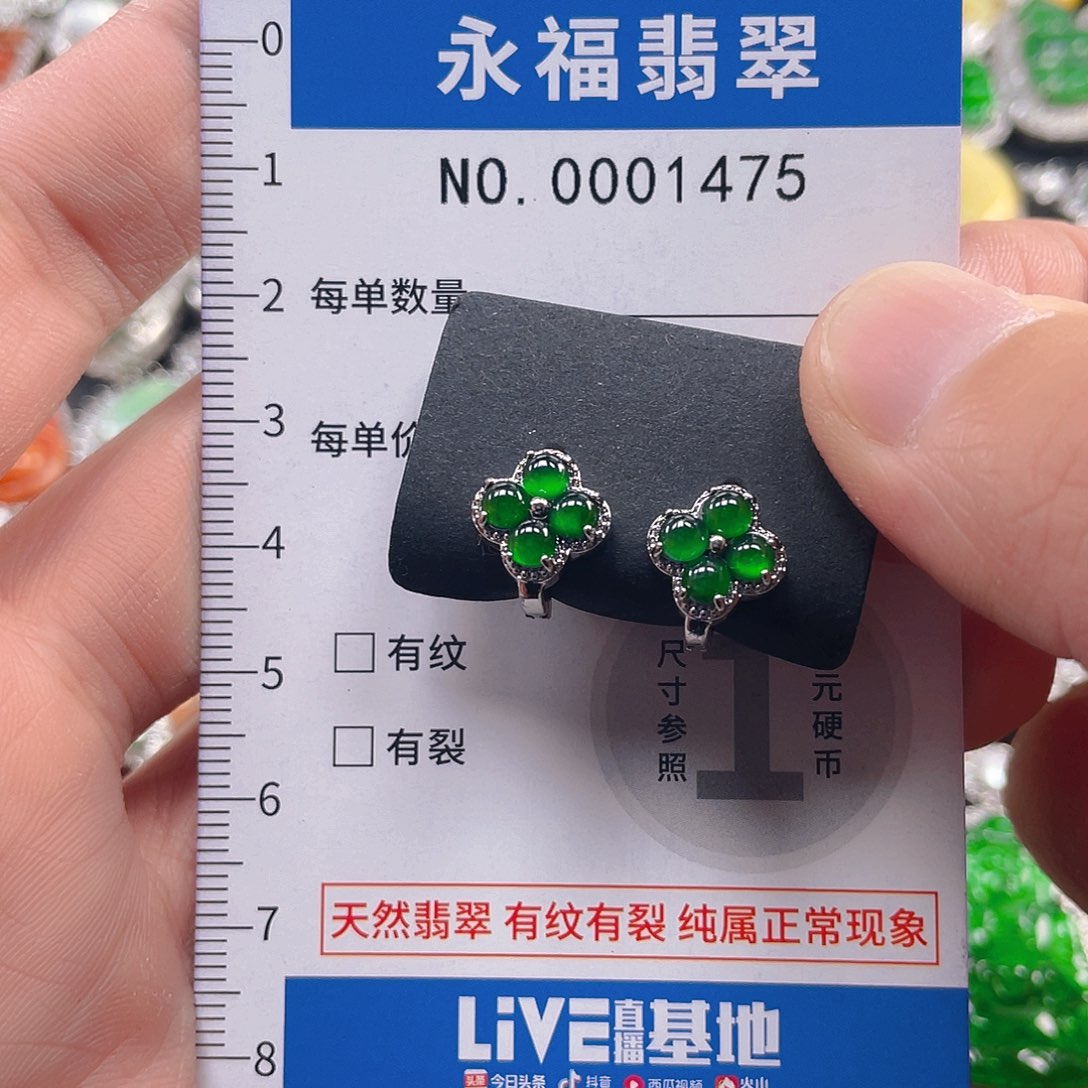 永福翡翠
NO. 0001475
每单数量
每单价
有纹
有裂
尺寸参照
1
元硬币
天然翡翠 有纹有裂 纯属正常现象
LiVE直播基地
头条 今日头条 抖音 西瓜视频 火山
0
1
2
3
4
5
6
7
8